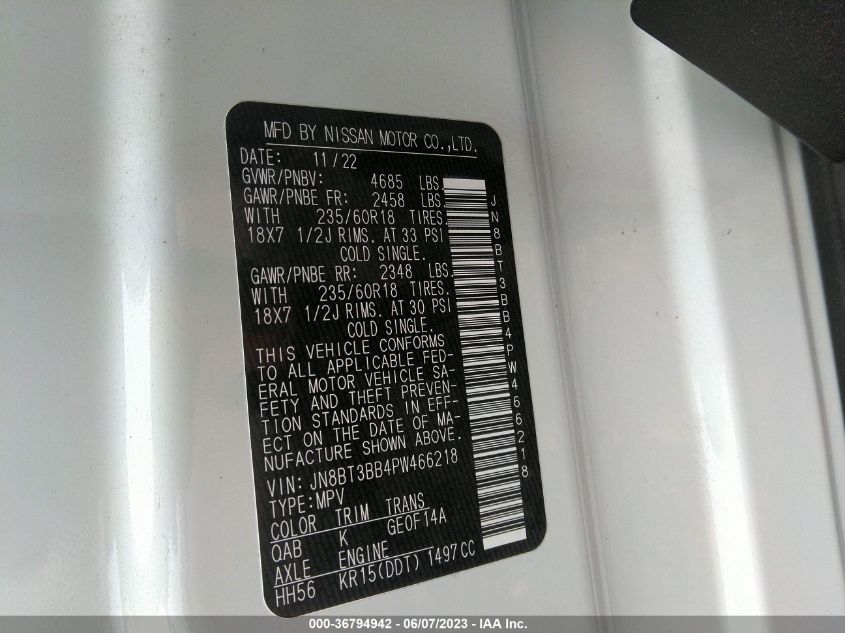 MFD BY NISSAN MOTOR CO.,LTD.
DATE: 11/22
GVWR/PNBV: 4685 LBS.
GAWR/PNBE FR: 2458 LBS.
WITH 235/60R18 TIRES.
18X7 1/2J RIMS. AT 33 PSI
COLD SINGLE.
GAWR/PNBE RR: 2348 LBS.
WITH 235/60R18 TIRES.
18X7 1/2J RIMS. AT 30 PSI
COLD SINGLE.
THIS VEHICLE CONFORMS
TO ALL APPLICABLE FED-
ERAL MOTOR VEHICLE SA-
FETY AND THEFT PREVEN-
TION STANDARDS IN EFF-
ECT ON THE DATE OF MA-
NUFACTURE SHOWN ABOVE.
VIN: JN8BT3BB4PW466218
TYPE:MPV
COLOR TRIM TRANS
QAB K GE0F14A
AXLE ENGINE
HH56 KR15(DDT) 1497CC
JN8BT3BB4PW466218
000-36794942 - 06/07/2023 - IAA Inc.